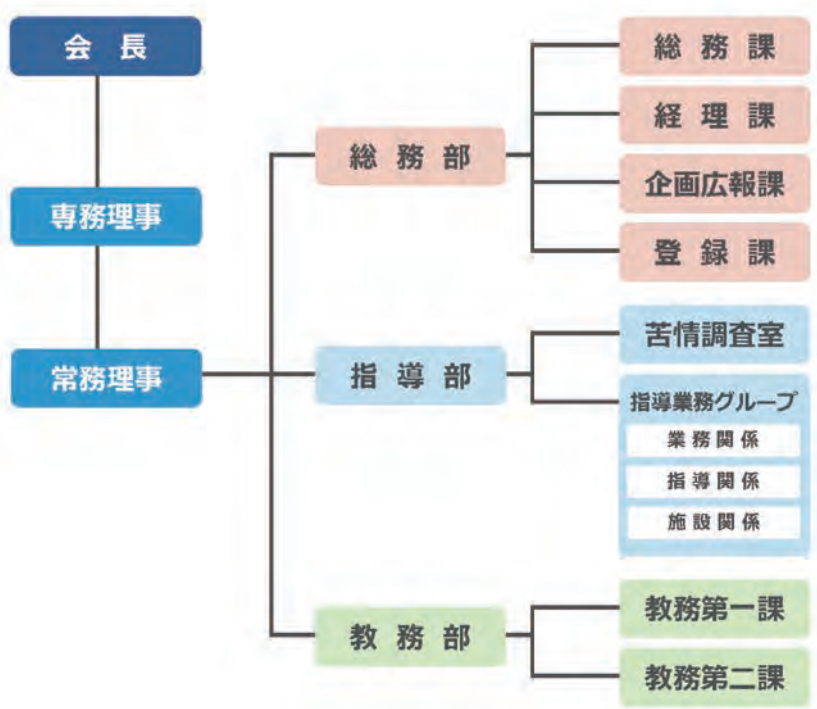 会長
専務理事
常務理事
総務部
総務課
経理課
企画広報課
登録課
指導部
苦情調査室
指導業務グループ
業務関係
指導関係
施設関係
教務部
教務第一課
教務第二課